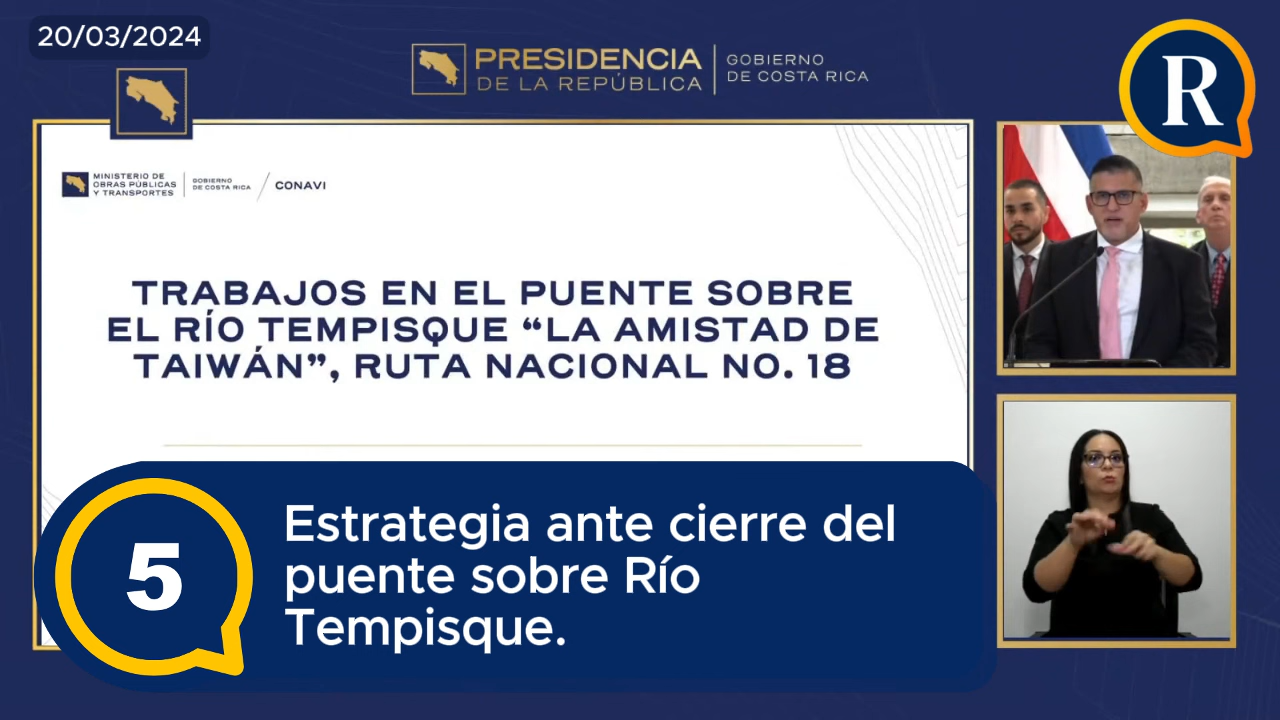 20/03/2024
PRESIDENCIA
DE LA REPÚBLICA
GOBIERNO
DE COSTA RICA
R
MINISTERIO DE
OBRAS PÚBLICAS
Y TRANSPORTES
GOBIERNO
DE COSTA RICA
CONAVI
TRABAJOS EN EL PUENTE SOBRE
EL RÍO TEMPISQUE “LA AMISTAD DE
TAIWÁN”, RUTA NACIONAL NO. 18
5
Estrategia ante cierre del
puente sobre Río
Tempisque.